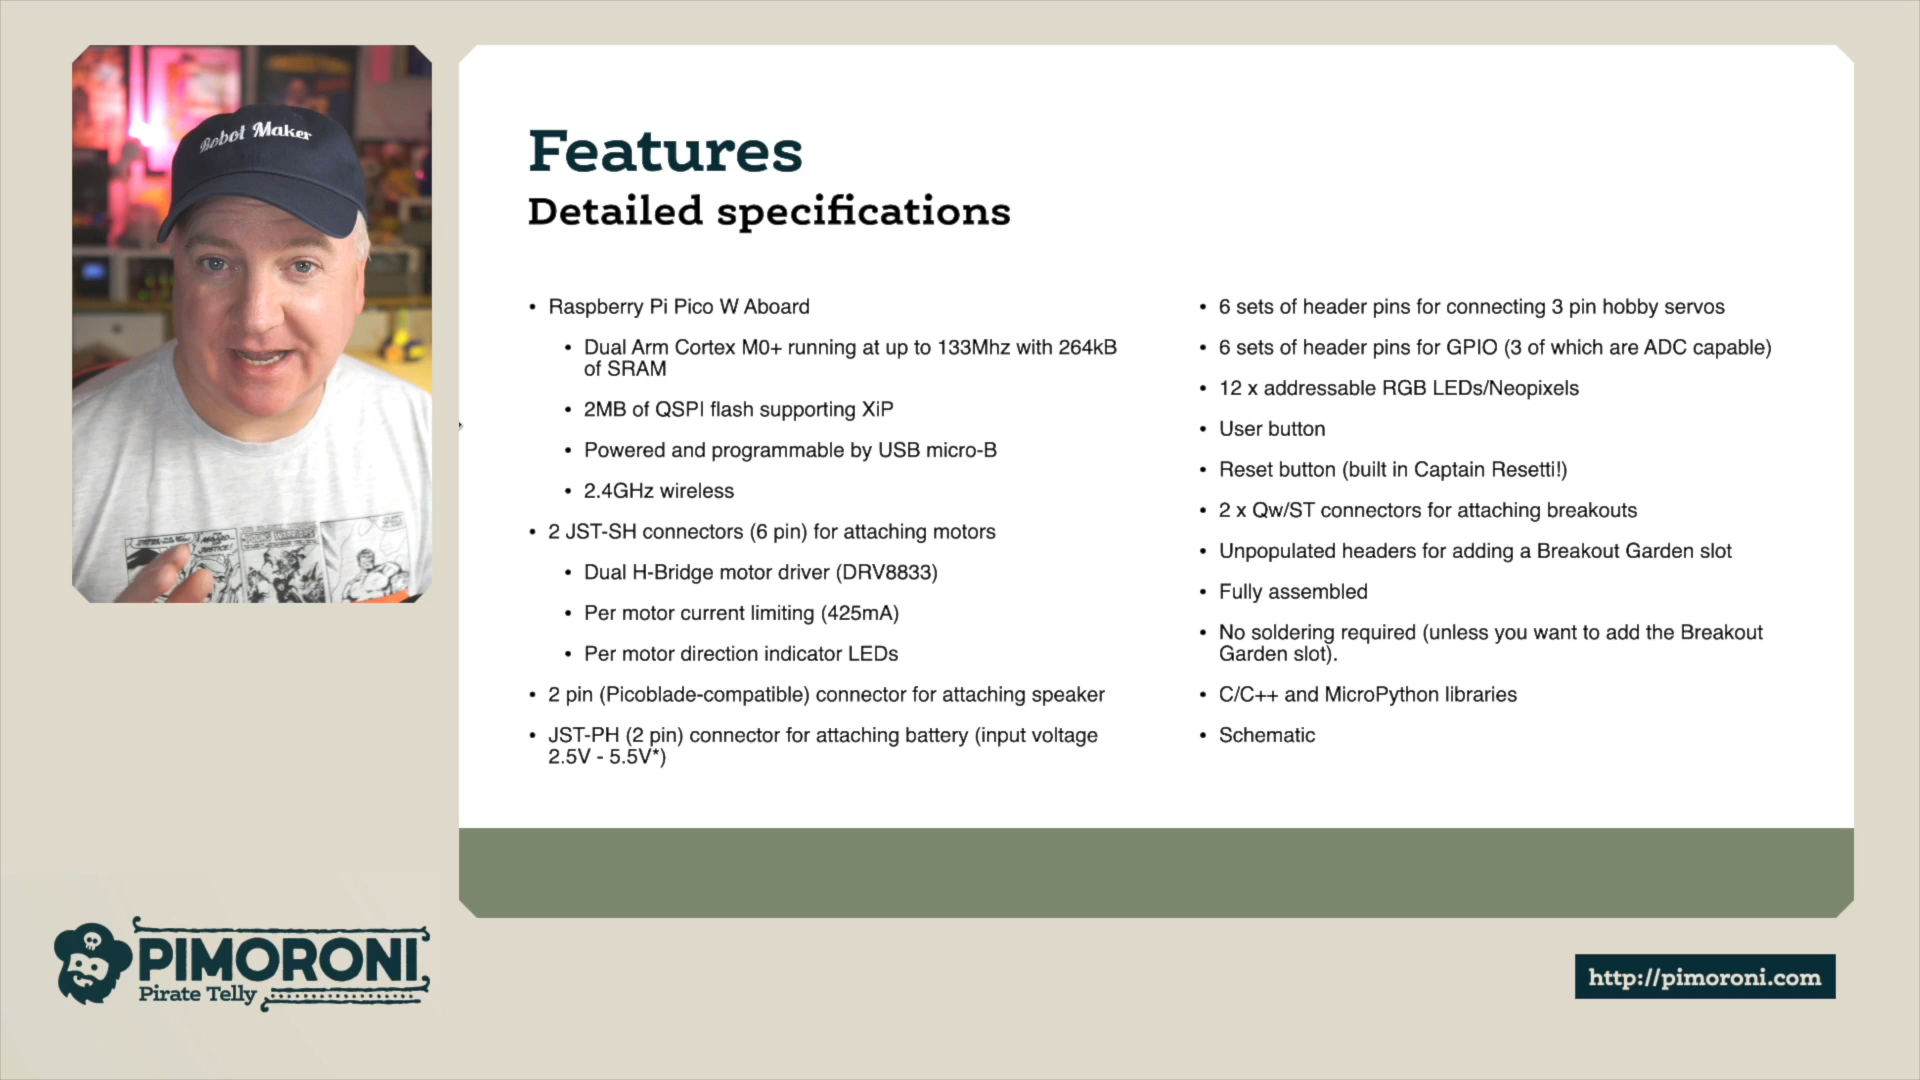 Robot Maker
Features
Detailed specifications
• Raspberry Pi Pico W Aboard
• Dual Arm Cortex M0+ running at up to 133Mhz with 264kB
of SRAM
• 2MB of QSPI flash supporting XiP
• Powered and programmable by USB micro-B
• 2.4GHz wireless
• 2 JST-SH connectors (6 pin) for attaching motors
• Dual H-Bridge motor driver (DRV8833)
• Per motor current limiting (425mA)
• Per motor direction indicator LEDs
• 2 pin (Picoblade-compatible) connector for attaching speaker
• JST-PH (2 pin) connector for attaching battery (input voltage
2.5V - 5.5V*)
• 6 sets of header pins for connecting 3 pin hobby servos
• 6 sets of header pins for GPIO (3 of which are ADC capable)
• 12 x addressable RGB LEDs/Neopixels
• User button
• Reset button (built in Captain Resetti!)
• 2 x Qw/ST connectors for attaching breakouts
• Unpopulated headers for adding a Breakout Garden slot
• Fully assembled
• No soldering required (unless you want to add the Breakout
Garden slot).
• C/C++ and MicroPython libraries
• Schematic
PIMORONI
Pirate Telly
http://pimoroni.com